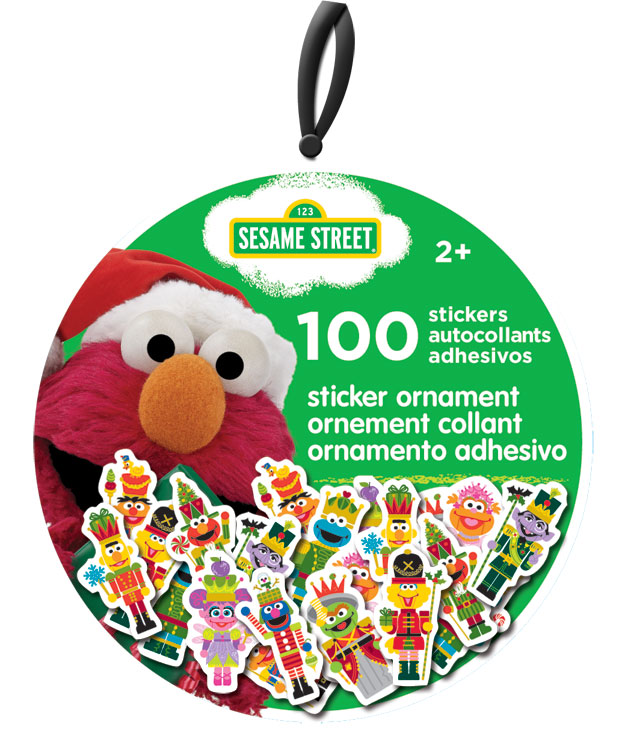 123
SESAME STREET®
2+
100
stickers
autocollants
adhesivos
sticker ornament
ornement collant
ornamento adhesivo